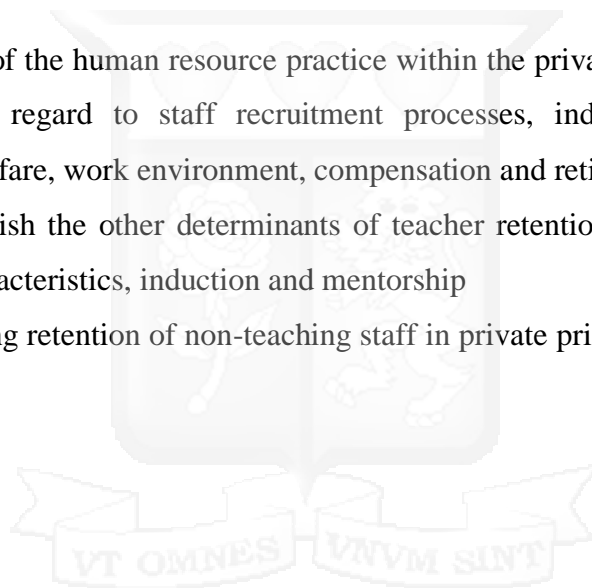 of the human resource practice within the priva
regard to staff recruitment processes, ind
fare, work environment, compensation and reti
ish the other determinants of teacher retentio
acteristics, induction and mentorship
ng retention of non-teaching staff in private pri
VT OMNES VNVM SINT